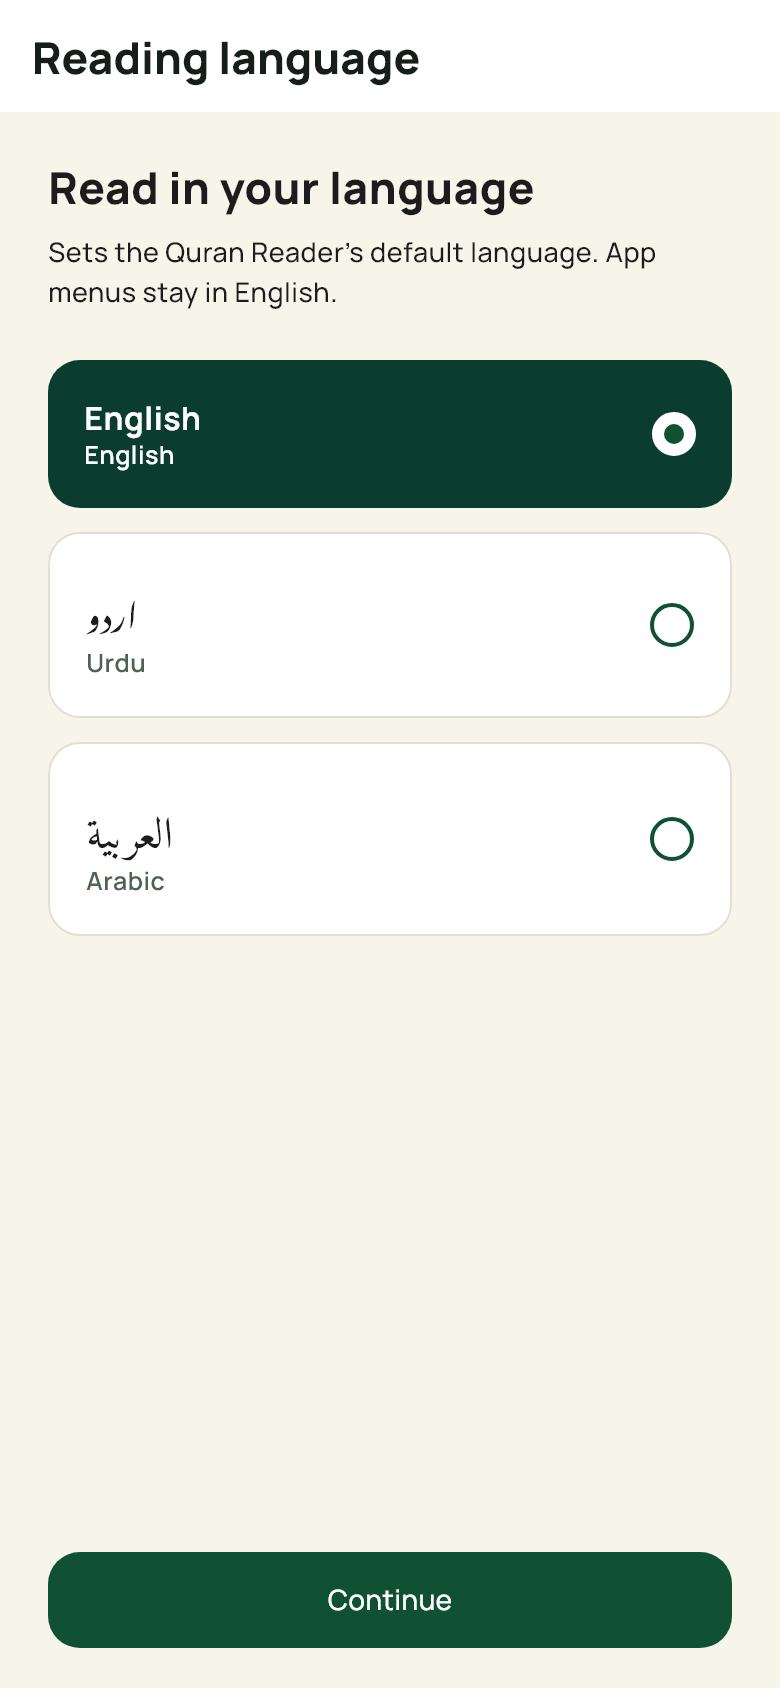 Reading language
Read in your language
Sets the Quran Reader’s default language. App
menus stay in English.
English
English
اردو
Urdu
العربية
Arabic
Continue